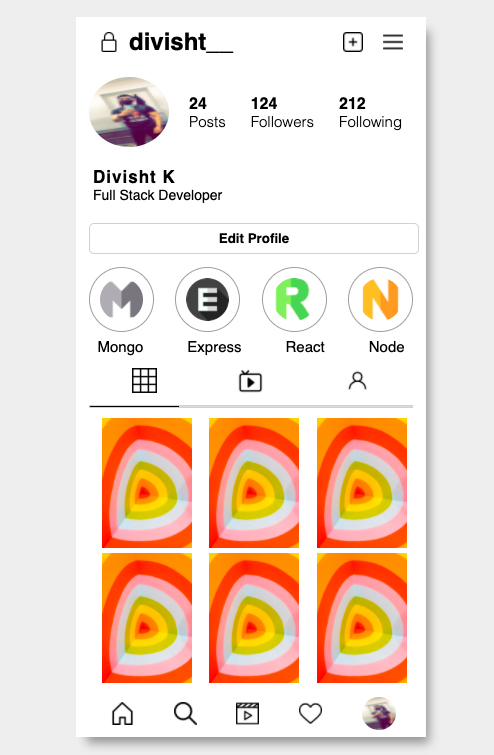 divisht__
24 124 212
Posts Followers Following
Divisht K
Full Stack Developer
Edit Profile
M E R N
Mongo Express React Node